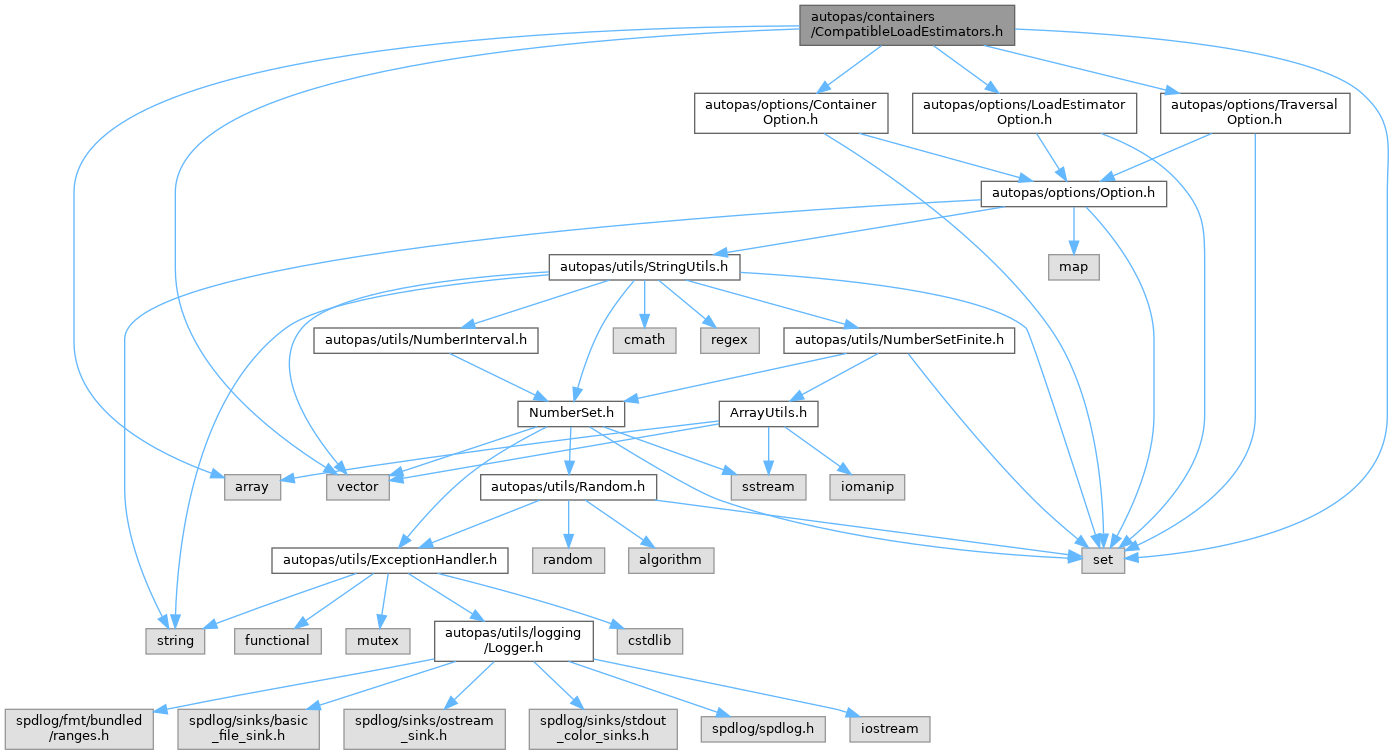 autopas/containers
/CompatibleLoadEstimators.h
autopas/options/Container
Option.h
autopas/options/LoadEstimator
Option.h
autopas/options/Traversal
Option.h
autopas/options/Option.h
autopas/utils/StringUtils.h
map
autopas/utils/NumberInterval.h
cmath
regex
autopas/utils/NumberSetFinite.h
NumberSet.h
ArrayUtils.h
array
vector
autopas/utils/Random.h
sstream
iomanip
autopas/utils/ExceptionHandler.h
random
algorithm
set
string
functional
mutex
autopas/utils/logging
/Logger.h
cstdlib
spdlog/fmt/bundled
/ranges.h
spdlog/sinks/basic
_file_sink.h
spdlog/sinks/ostream
_sink.h
spdlog/sinks/stdout
_color_sinks.h
spdlog/spdlog.h
iostream